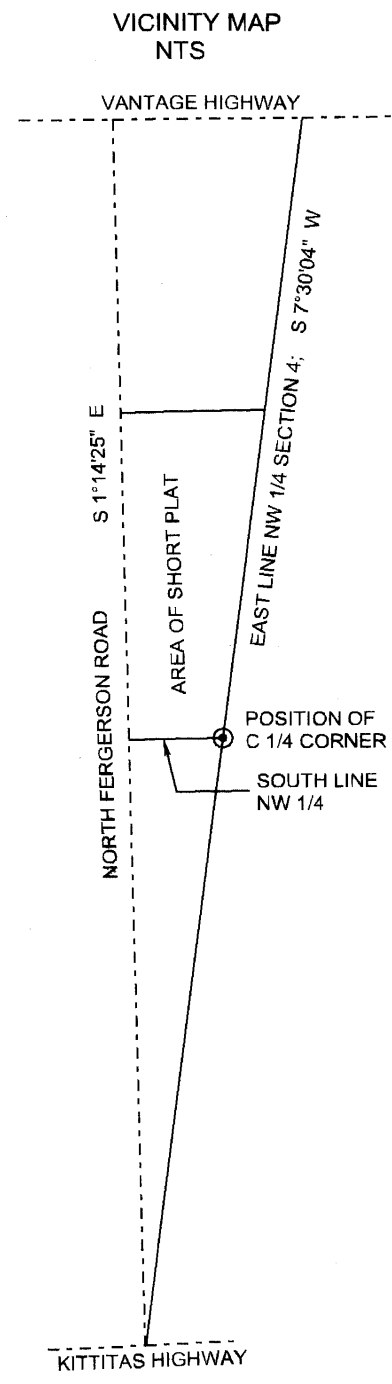 VICINITY MAP
NTS
VANTAGE HIGHWAY
S 1°14'25" E
EAST LINE NW 1/4 SECTION 4; S 7°30'04" W
AREA OF SHORT PLAT
NORTH FERGERSON ROAD
POSITION OF
C 1/4 CORNER
SOUTH LINE
NW 1/4
KITTITAS HIGHWAY